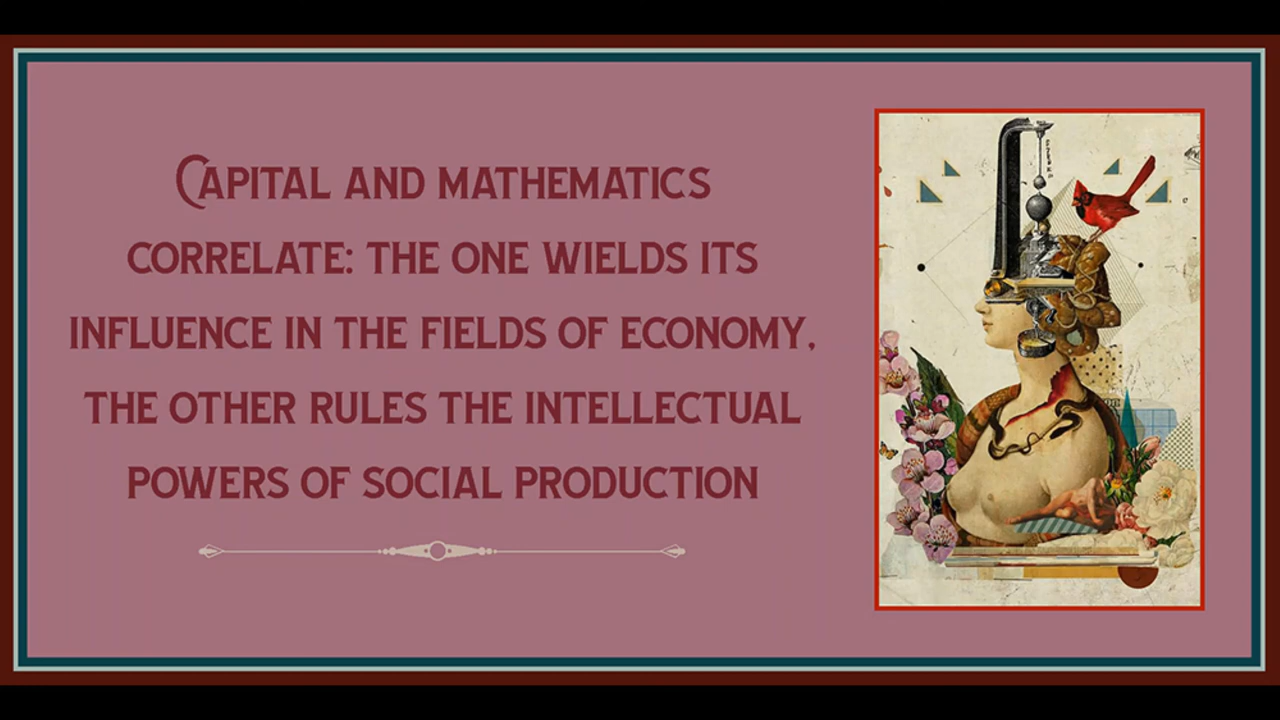 Capital and mathematics
correlate: the one wields its
influence in the fields of economy,
the other rules the intellectual
powers of social production